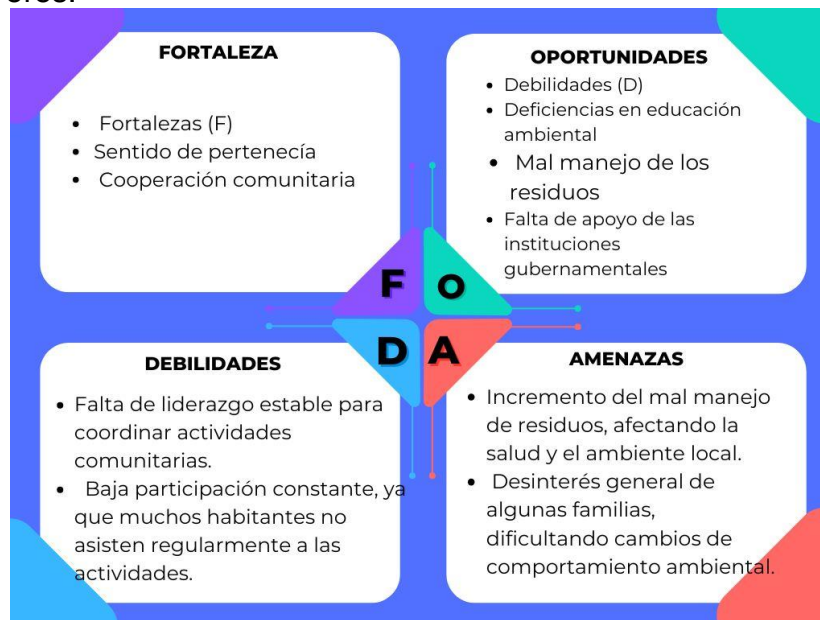 FORTALEZA
• Fortalezas (F)
• Sentido de pertenecía
• Cooperación comunitaria
OPORTUNIDADES
• Debilidades (D)
• Deficiencias en educación
ambiental
• Mal manejo de los
residuos
• Falta de apoyo de las
instituciones
gubernamentales
F
O
D
A
DEBILIDADES
• Falta de liderazgo estable para
coordinar actividades
comunitarias.
• Baja participación constante, ya
que muchos habitantes no
asisten regularmente a las
actividades.
AMENAZAS
• Incremento del mal manejo
de residuos, afectando la
salud y el ambiente local.
• Desinterés general de
algunas familias,
dificultando cambios de
comportamiento ambiental.